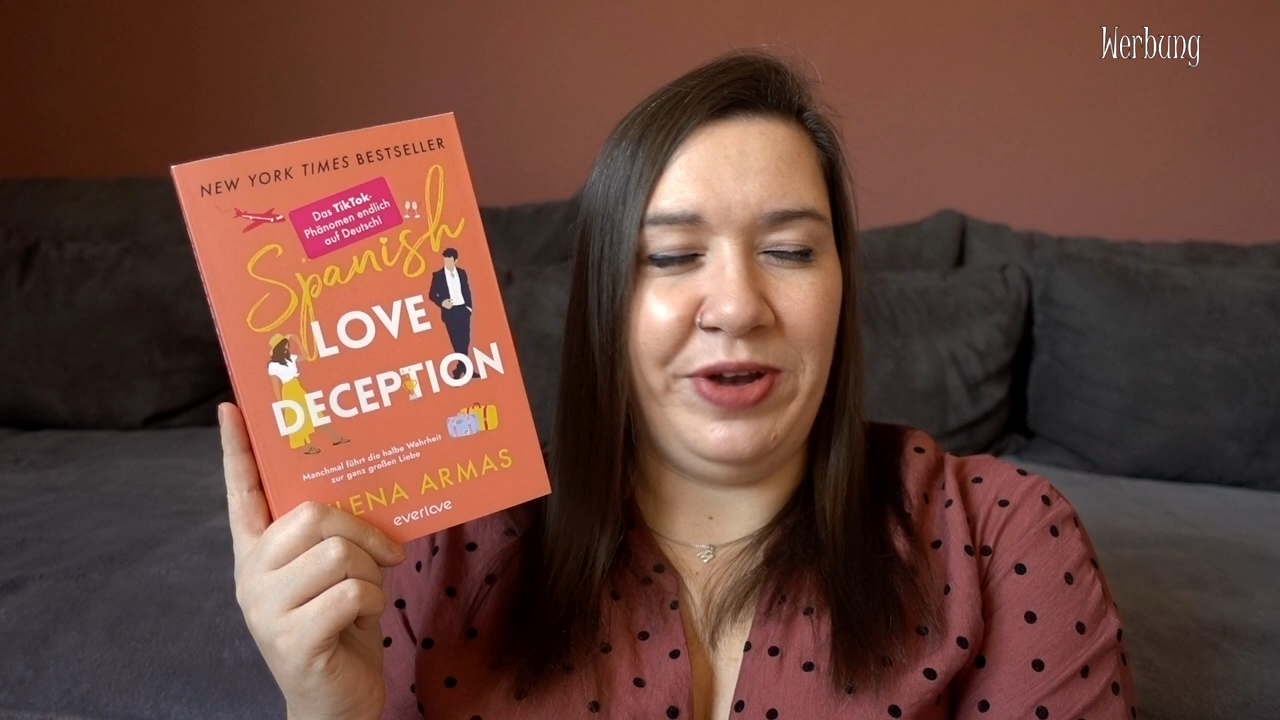 Werbung
NEW YORK TIMES BESTSELLER
Das TikTok-
Phänomen endlich
auf Deutsch!
Spanish
LOVE
DECEPTION
Manchmal führt die halbe Wahrheit
zur ganz großen Liebe
ARMAS
everlove